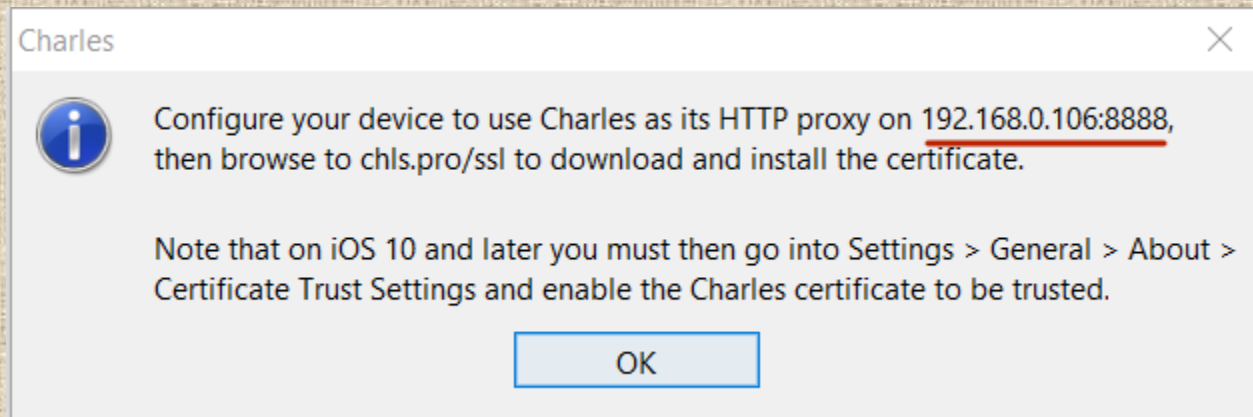 Charles
Configure your device to use Charles as its HTTP proxy on 192.168.0.106:8888,
then browse to chls.pro/ssl to download and install the certificate.
Note that on iOS 10 and later you must then go into Settings > General > About >
Certificate Trust Settings and enable the Charles certificate to be trusted.
OK